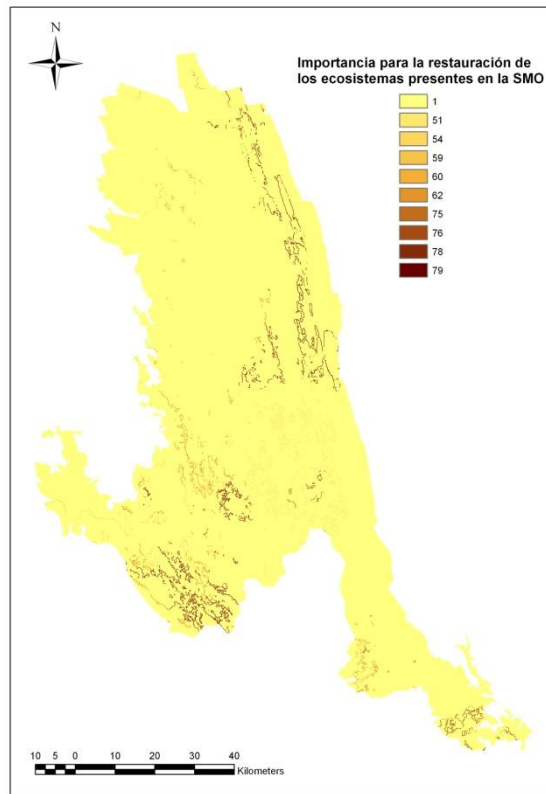 N
Importancia para la restauración de
los ecosistemas presentes en la SMO
1
51
54
59
60
62
75
76
78
79
10 5 0 10 20 30 40
Kilometers